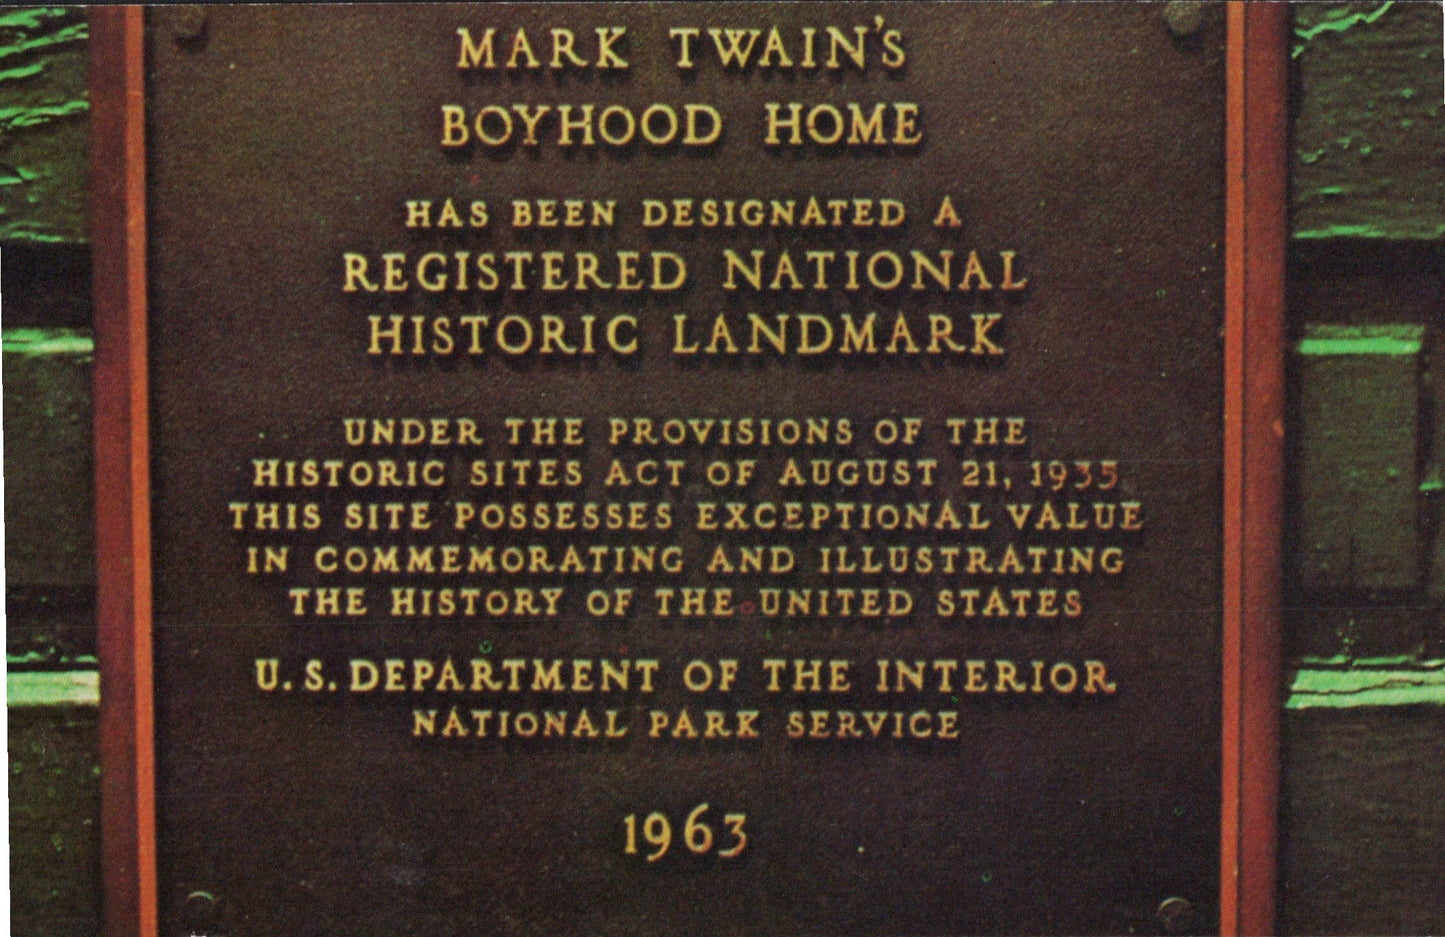 MARK TWAIN'S
BOYHOOD HOME
HAS BEEN DESIGNATED A
REGISTERED NATIONAL
HISTORIC LANDMARK
UNDER THE PROVISIONS OF THE
HISTORIC SITES ACT OF AUGUST 21, 1935
THIS SITE POSSESSES EXCEPTIONAL VALUE
IN COMMEMORATING AND ILLUSTRATING
THE HISTORY OF THE UNITED STATES
U.S. DEPARTMENT OF THE INTERIOR
NATIONAL PARK SERVICE
1963